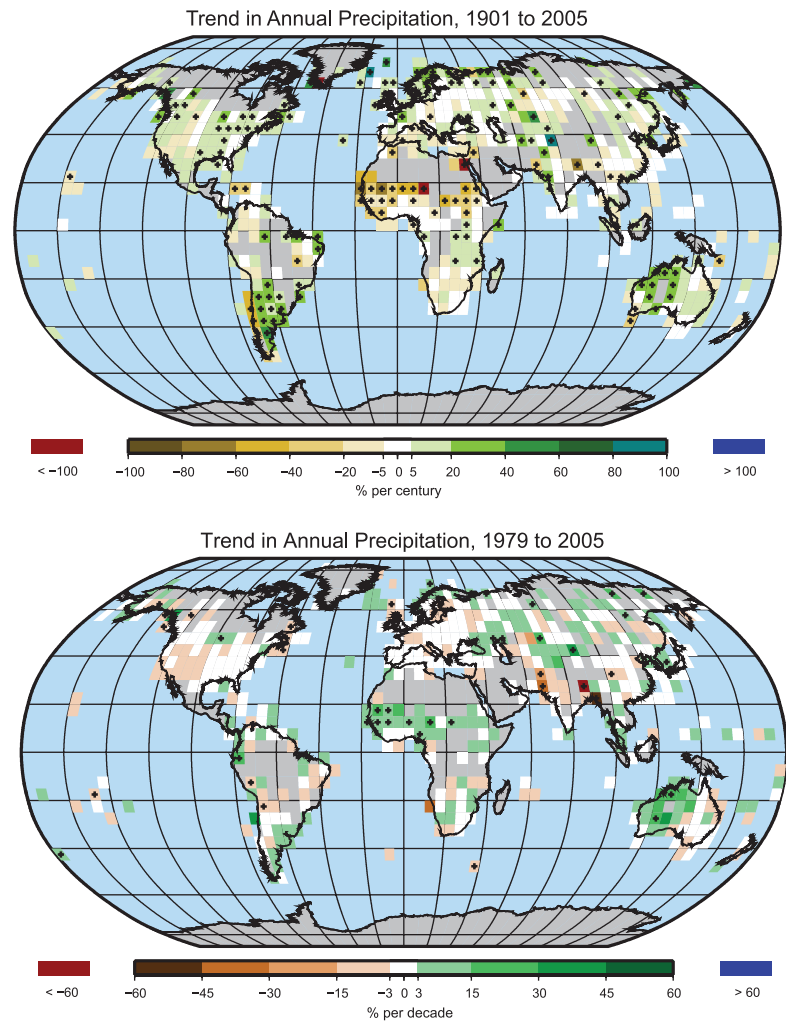 Trend in Annual Precipitation, 1901 to 2005
< −100
−100 −80 −60 −40 −20 −5 0 5 20 40 60 80 100
> 100
% per century
Trend in Annual Precipitation, 1979 to 2005
< −60
−60 −45 −30 −15 −3 0 3 15 30 45 60
> 60
% per decade